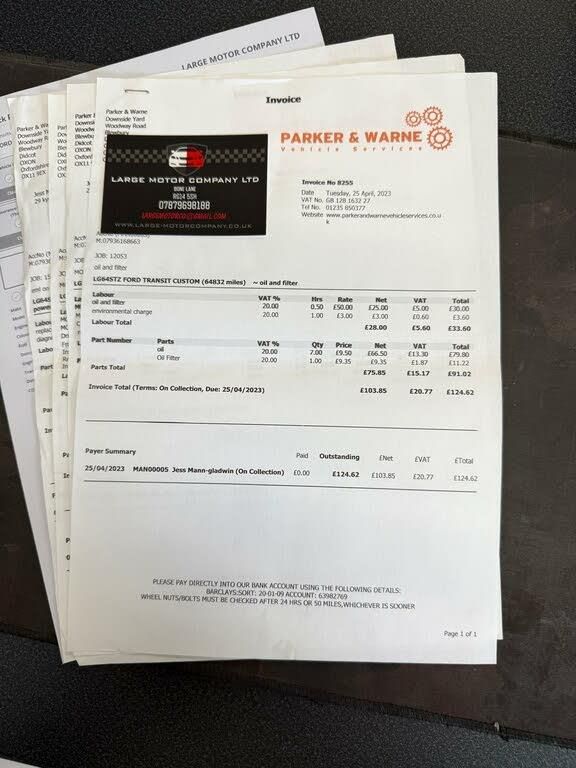 LARGE MOTOR COMPANY LTD
Invoice
Parker & Warne
Downside Yard
Woodway Road
Blewbury
PARKER & WARNE
Vehicle Services
LARGE MOTOR COMPANY LTD
BONE LANE
RG14 5SH
07879698188
LARGEMOTORCO@GMAIL.COM
WWW.LARGE-MOTORCOMPANY.CO.UK
Invoice No 8255
Date Tuesday, 25 April, 2023
VAT No. GB 128 1632 27
Tel No. 01235 850377
Website www.parkerandwarnevehicleservices.co.u
k
M:07936168663
JOB: 12053
oil and filter
LG64STZ FORD TRANSIT CUSTOM (64832 miles) ~ oil and filter
Labour VAT % Hrs Rate Net VAT Total
oil and filter 20.00 0.50 £50.00 £25.00 £5.00 £30.00
environmental charge 20.00 1.00 £3.00 £3.00 £0.60 £3.60
Labour Total £28.00 £5.60 £33.60
Part Number Parts VAT % Qty Price Net VAT Total
oil 20.00 7.00 £9.50 £66.50 £13.30 £79.80
Oil Filter 20.00 1.00 £9.35 £9.35 £1.87 £11.22
Parts Total £75.85 £15.17 £91.02
Invoice Total (Terms: On Collection, Due: 25/04/2023) £103.85 £20.77 £124.62
Payer Summary Paid Outstanding £Net £VAT £Total
25/04/2023 MAN00005 Jess Mann-gladwin (On Collection) £0.00 £124.62 £103.85 £20.77 £124.62
PLEASE PAY DIRECTLY INTO OUR BANK ACCOUNT USING THE FOLLOWING DETAILS:
BARCLAYS:SORT: 20-01-09 ACCOUNT: 63982769
WHEEL NUTS/BOLTS MUST BE CHECKED AFTER 24 HRS OR 50 MILES,WHICHEVER IS SOONER
Page 1 of 1